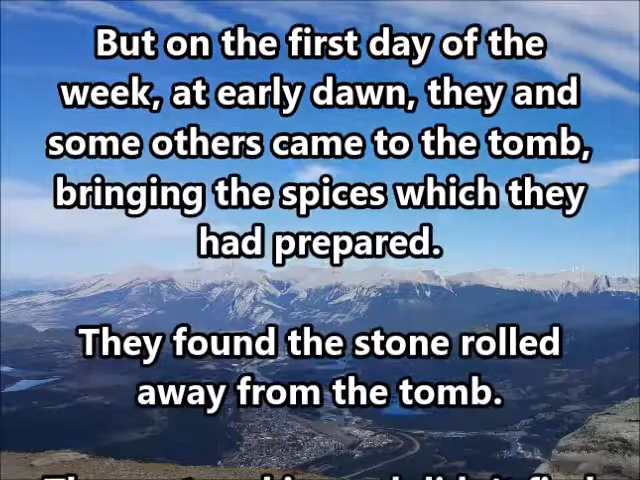 But on the first day of the
week, at early dawn, they and
some others came to the tomb,
bringing the spices which they
had prepared.
They found the stone rolled
away from the tomb.